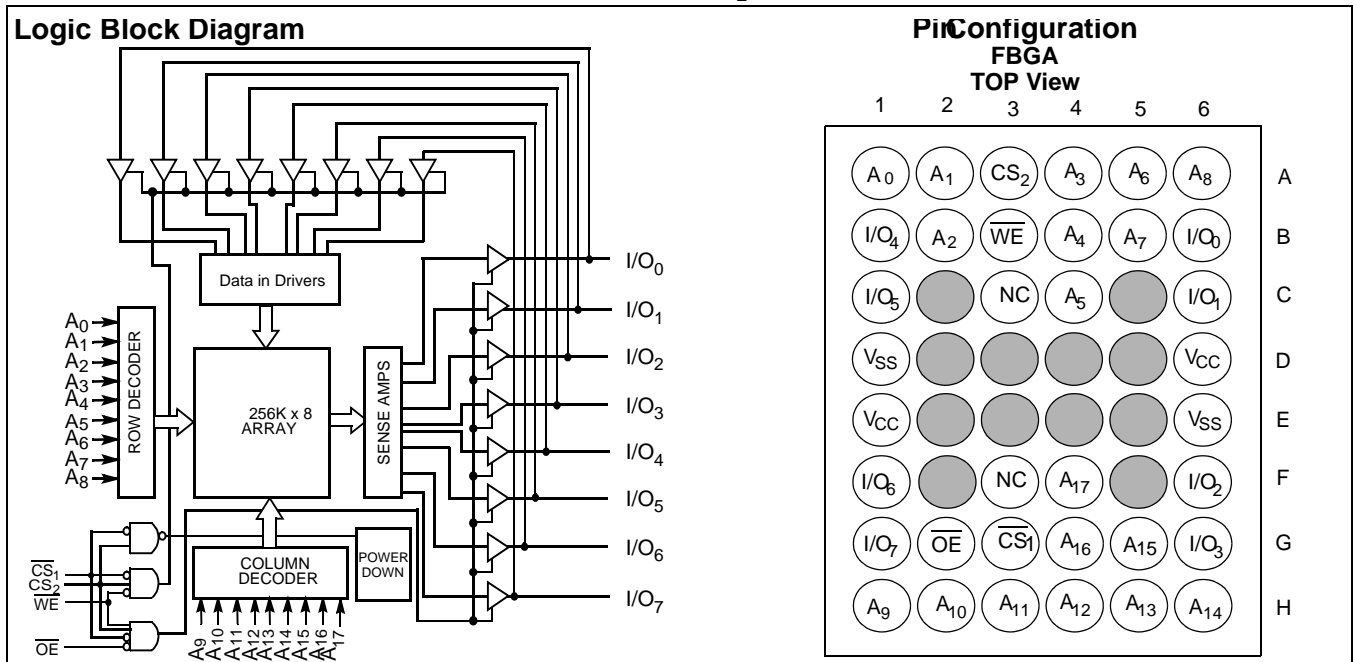 Logic Block Diagram
Data in Drivers
A0
A1
A2
A3
A4
A5
A6
A7
A8
ROW DECODER
256K x 8
ARRAY
SENSE AMPS
I/O0
I/O1
I/O2
I/O3
I/O4
I/O5
I/O6
I/O7
COLUMN
DECODER
POWER
DOWN
CS1
CS2
WE
OE
A9
A10
A11
A12
A13
A14
A15
A16
A17
Pin Configuration
FBGA
TOP View
1 2 3 4 5 6
A0 A1 CS2 A3 A6 A8 A
I/O4 A2 WE A4 A7 I/O0 B
I/O5 NC A5 I/O1 C
VSS VCC D
VCC VSS E
I/O6 NC A17 I/O2 F
I/O7 OE CS1 A16 A15 I/O3 G
A9 A10 A11 A12 A13 A14 H